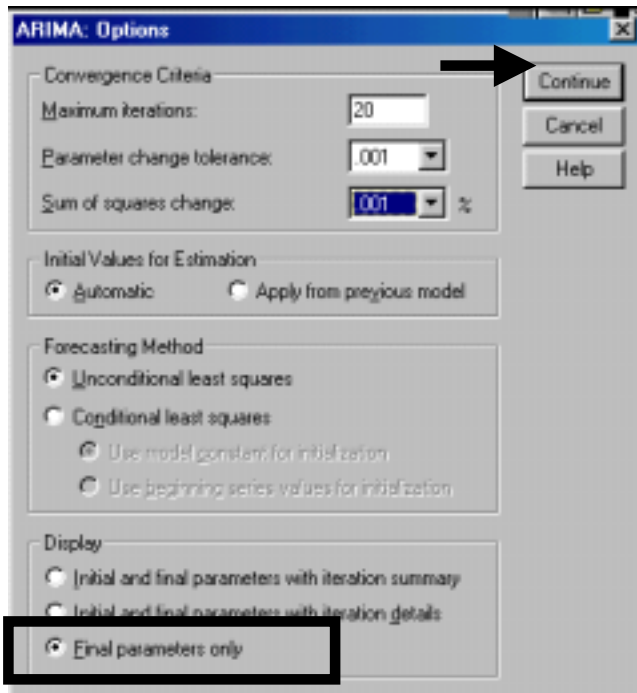 ARIMA: Options
Convergence Criteria
Maximum iterations: 20
Parameter change tolerance: .001
Sum of squares change: .001 %
Continue
Cancel
Help
Initial Values for Estimation
Automatic Apply from previous model
Forecasting Method
Unconditional least squares
Conditional least squares
Use model constant for initialization
Use beginning series values for initialization
Display
Initial and final parameters with iteration summary
Initial and final parameters with iteration details
Final parameters only